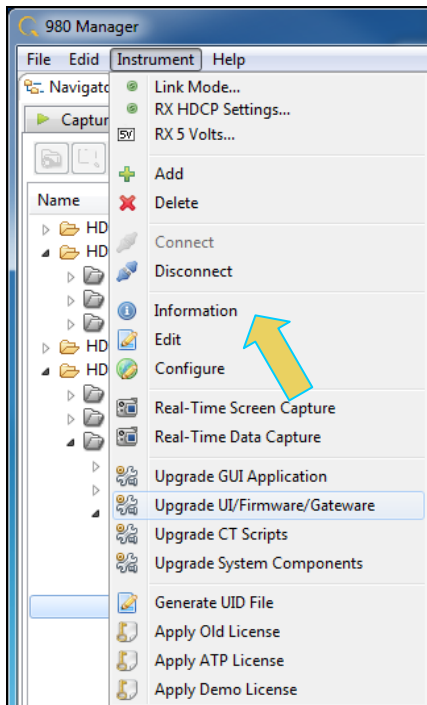 980 Manager
File Edid Instrument Help
Navigato
Captur
Name
HD
HD
HD
HD
Link Mode...
RX HDCP Settings...
5V RX 5 Volts...
Add
Delete
Connect
Disconnect
Information
Edit
Configure
Real-Time Screen Capture
Real-Time Data Capture
Upgrade GUI Application
Upgrade UI/Firmware/Gateware
Upgrade CT Scripts
Upgrade System Components
Generate UID File
Apply Old License
Apply ATP License
Apply Demo License